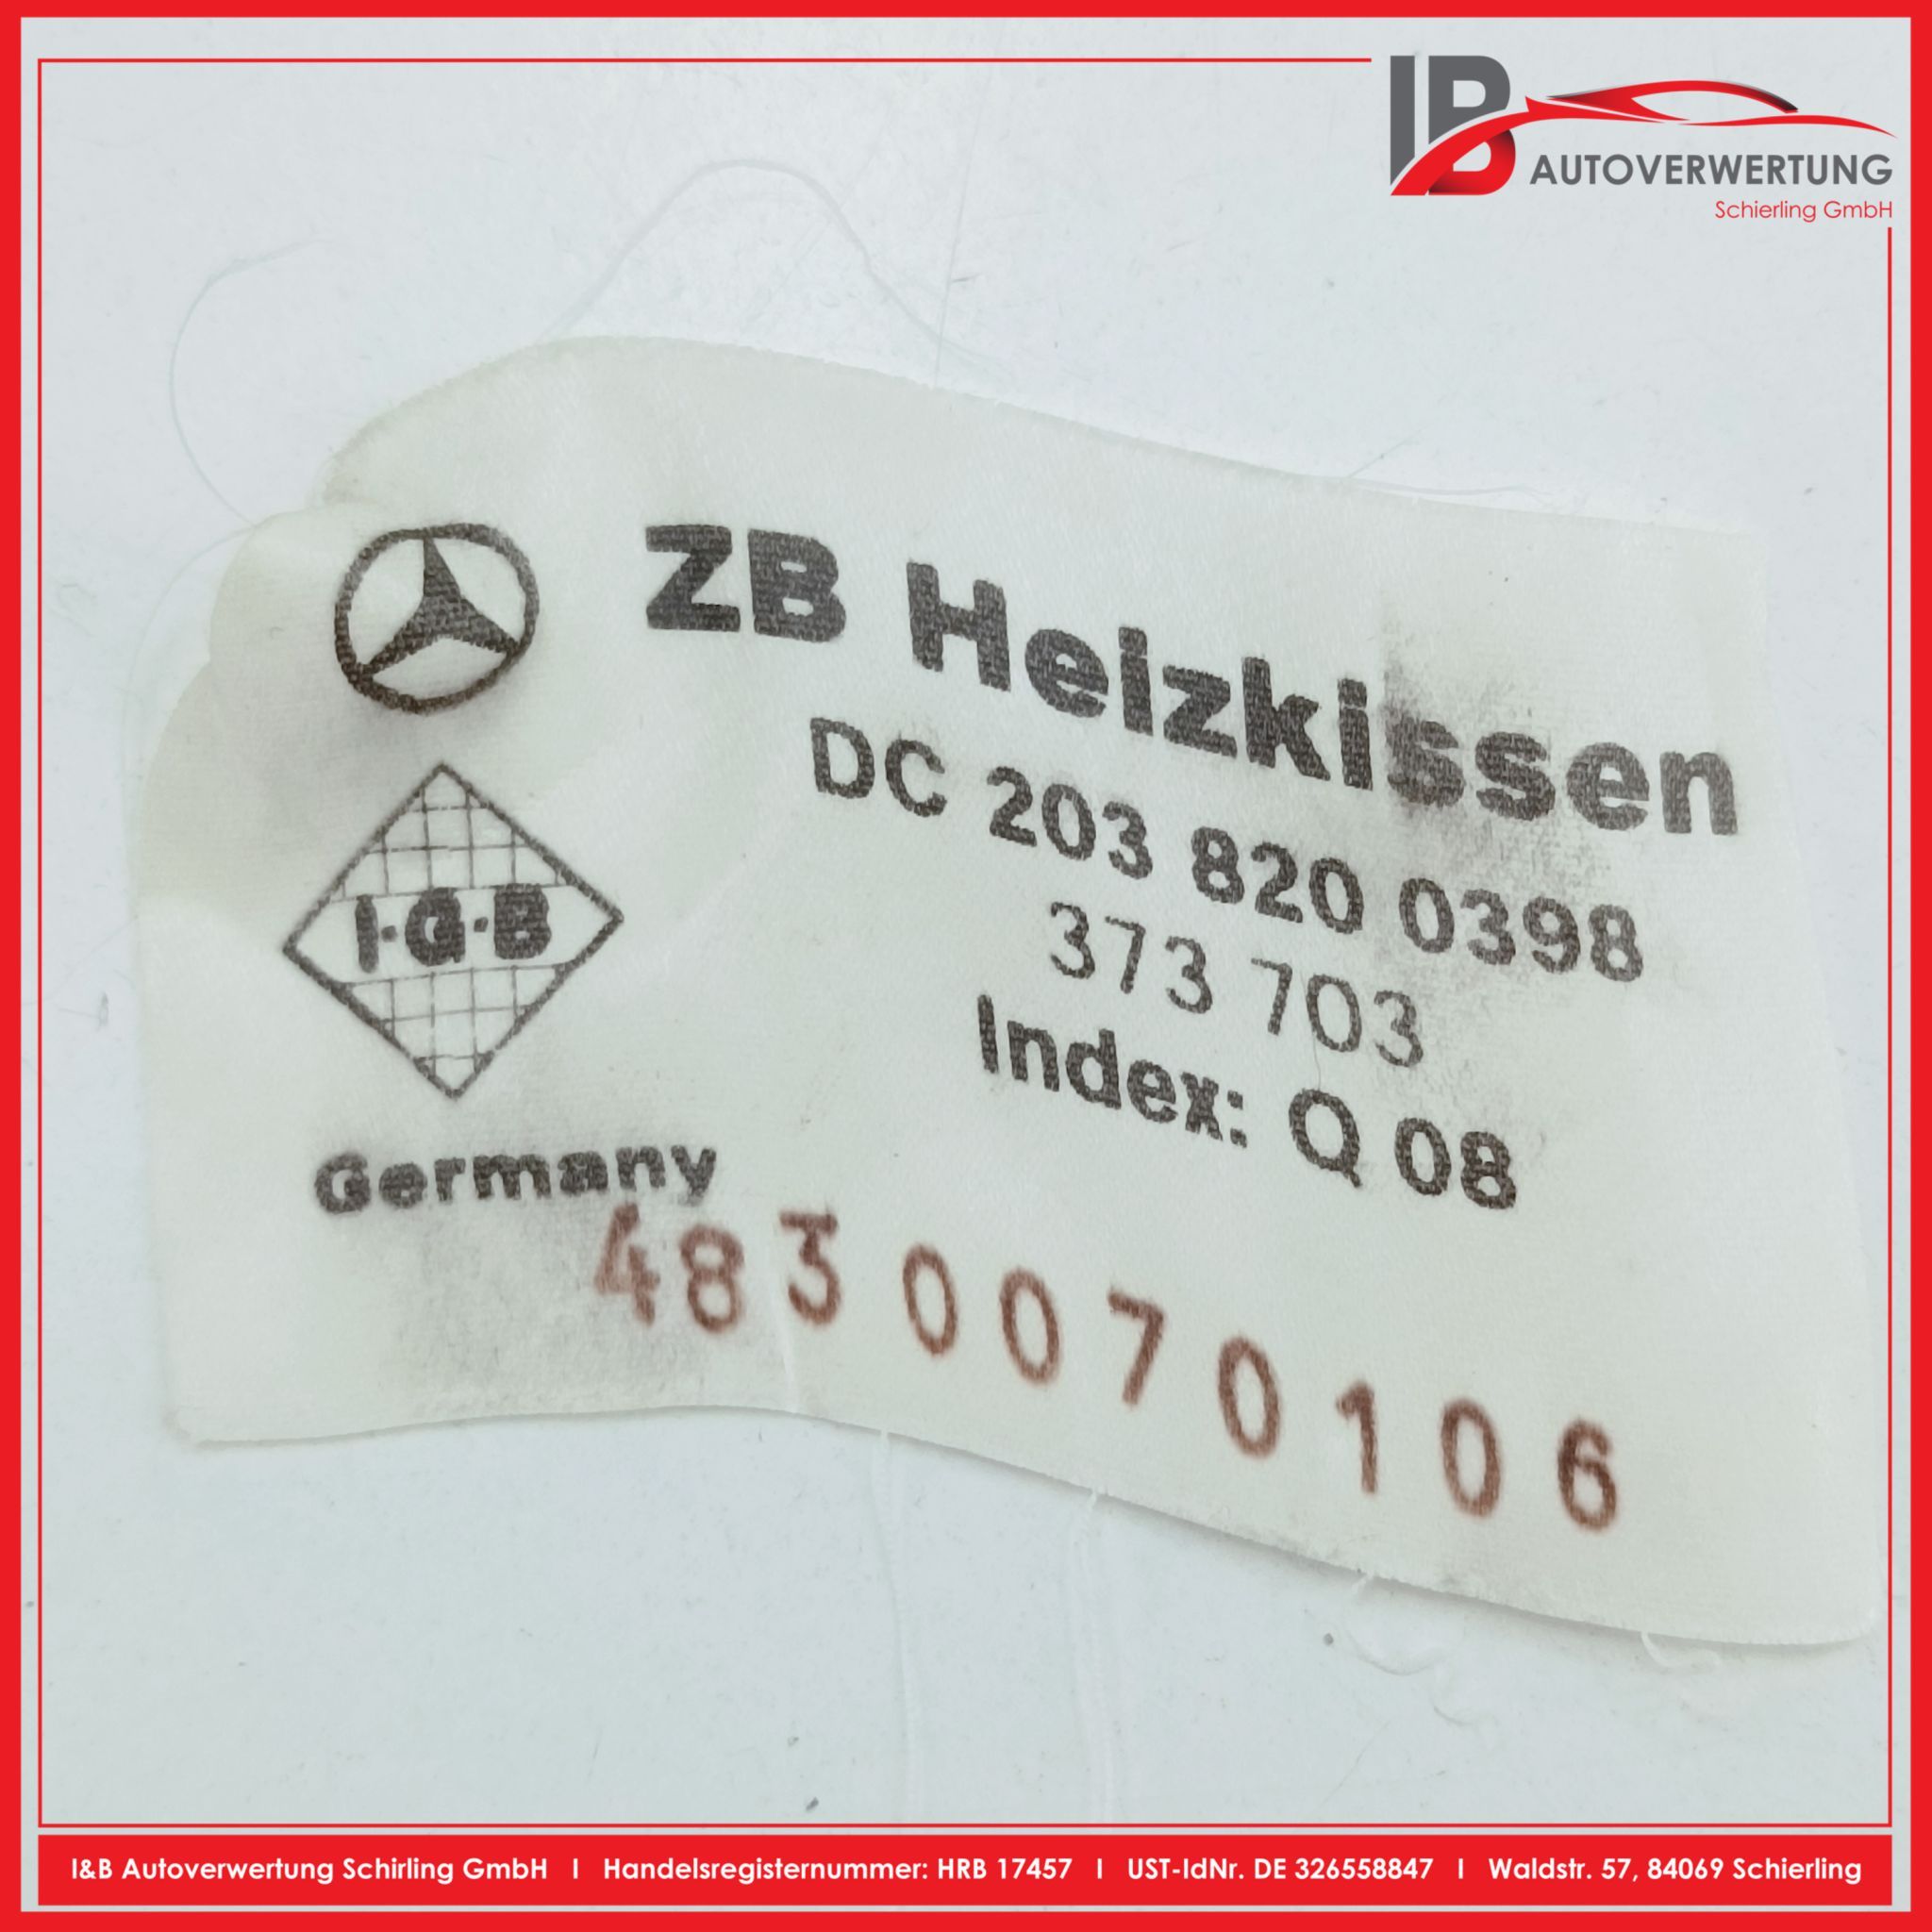 IB
AUTOVERWERTUNG
Schierling GmbH
ZB Heizkissen
DC 203 820 0398
373 703
Index: Q 08
I·G·B
Germany
4830070106
I&B Autoverwertung Schirling GmbH I Handelsregisternummer: HRB 17457 I UST-IdNr. DE 326558847 I Waldstr. 57, 84069 Schierling